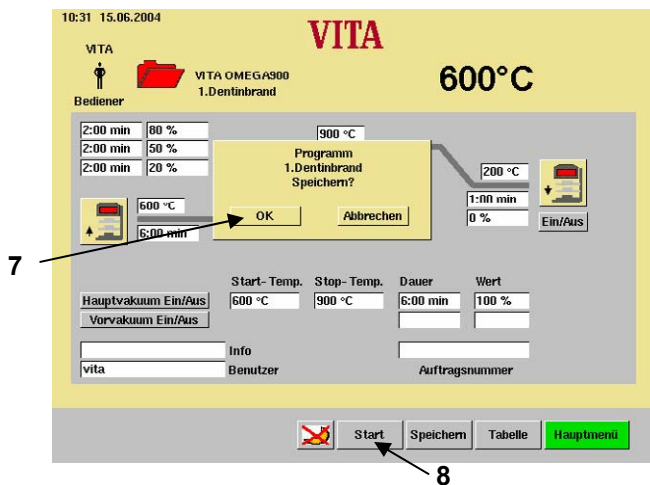 10:31 15.06.2004
VITA
VITA
600°C
VITA OMEGA900
1.Dentinbrand
Bediener
2:00 min 80 %
2:00 min 50 %
2:00 min 20 %
900 °C
Programm
1.Dentinbrand
Speichern?
OK Abbrechen
200 °C
1:00 min
0 %
Ein/Aus
600 °C
6:00 min
7
Start-Temp. Stop-Temp. Dauer Wert
Hauptvakuum Ein/Aus 600 °C 900 °C 6:00 min 100 %
Vorvakuum Ein/Aus
Info
vita Benutzer Auftragsnummer
Start Speichern Tabelle Hauptmenü
8